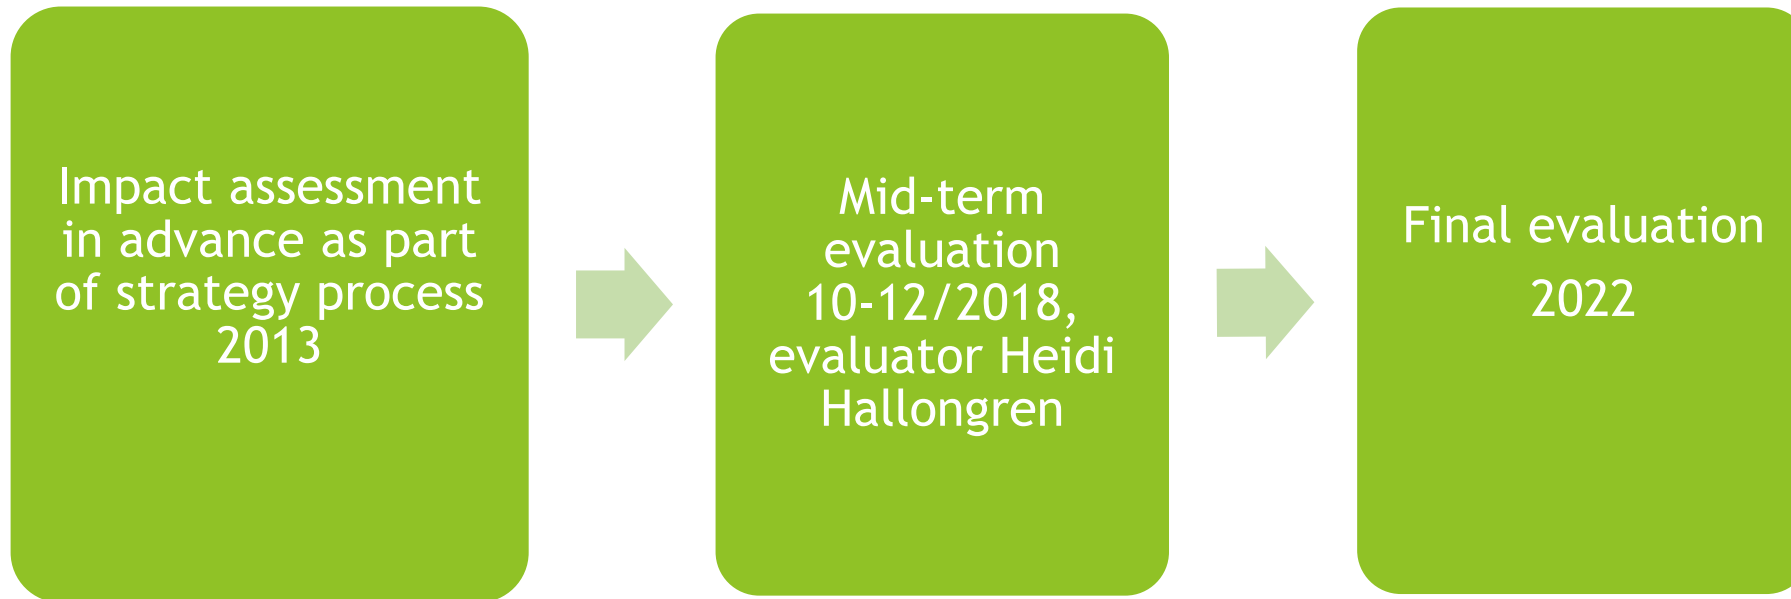 Impact assessment
in advance as part
of strategy process
2013
Mid-term
evaluation
10-12/2018,
evaluator Heidi
Hallongren
Final evaluation
2022